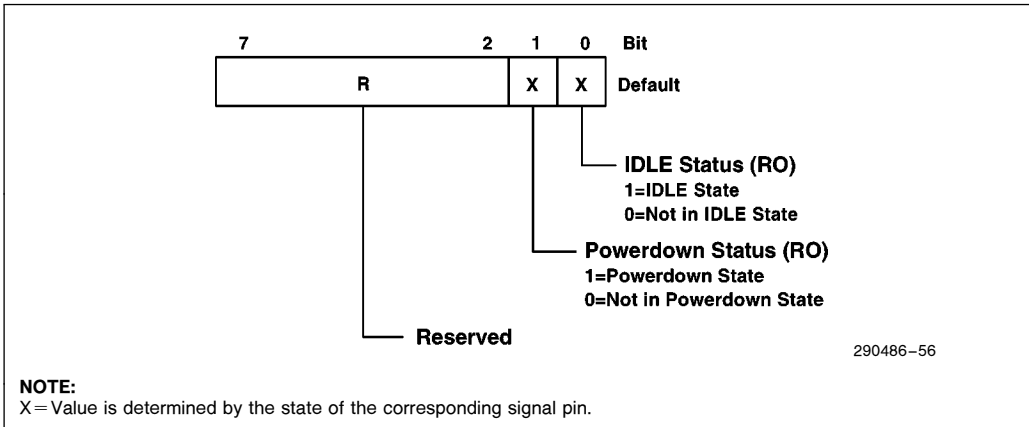 7 2 1 0 Bit
R X X Default
IDLE Status (RO)
1=IDLE State
0=Not in IDLE State
Powerdown Status (RO)
1=Powerdown State
0=Not in Powerdown State
Reserved
290486–56
NOTE:
X=Value is determined by the state of the corresponding signal pin.